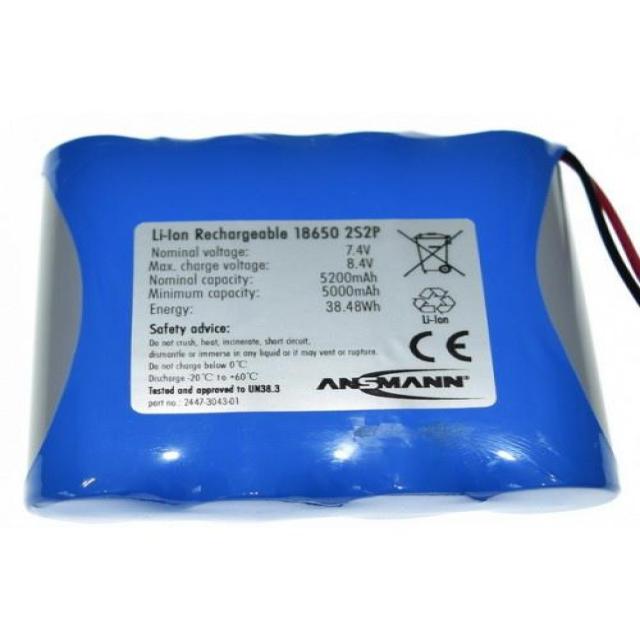 Li-Ion Rechargeable 18650 2S2P
Nominal voltage: 7.4V
Max. charge voltage: 8.4V
Nominal capacity: 5200mAh
Minimum capacity: 5000mAh
Energy: 38.48Wh
Li-Ion
Safety advice:
Do not crush, heat, incinerate, short circuit,
dismantle or immerse in any liquid or it may vent or rupture.
Do not charge below 0℃
Discharge -20℃ to +60℃
Tested and approved to UN38.3
part no.: 2447-3043-01
CE
ANSMANN®